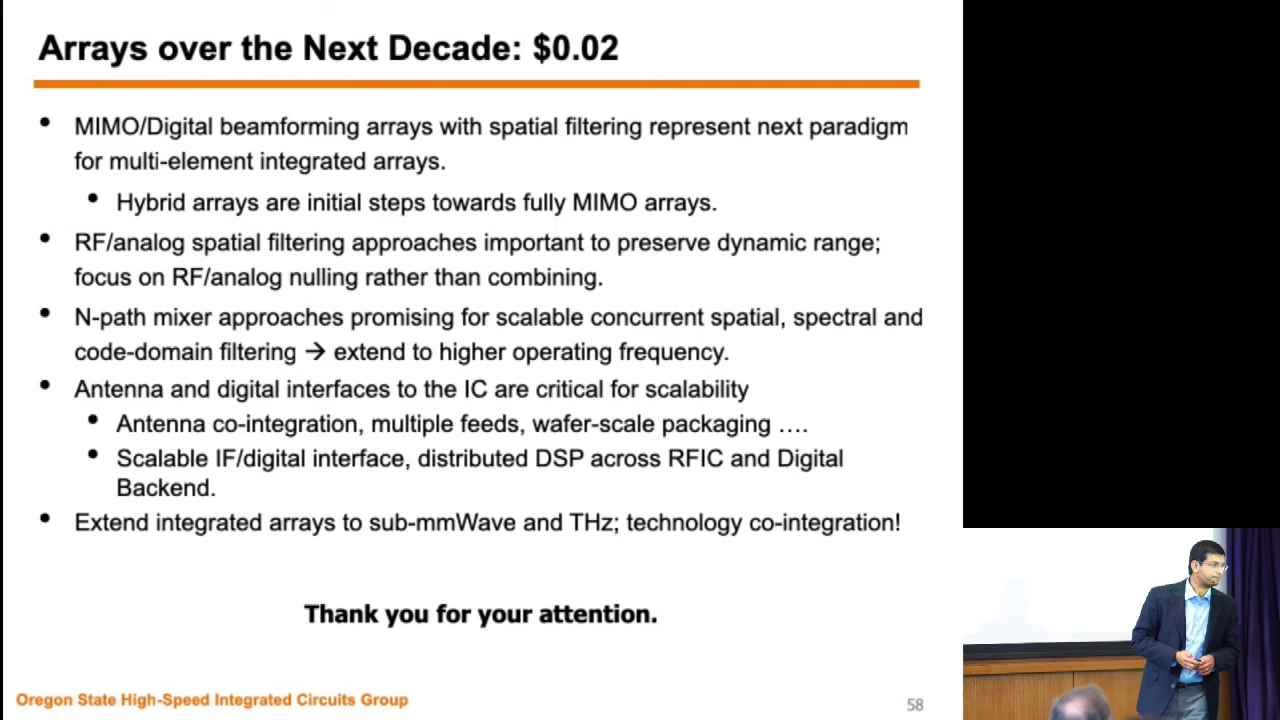 Arrays over the Next Decade: $0.02
• MIMO/Digital beamforming arrays with spatial filtering represent next paradigm
for multi-element integrated arrays.
• Hybrid arrays are initial steps towards fully MIMO arrays.
• RF/analog spatial filtering approaches important to preserve dynamic range;
focus on RF/analog nulling rather than combining.
• N-path mixer approaches promising for scalable concurrent spatial, spectral and
code-domain filtering → extend to higher operating frequency.
• Antenna and digital interfaces to the IC are critical for scalability
• Antenna co-integration, multiple feeds, wafer-scale packaging ....
• Scalable IF/digital interface, distributed DSP across RFIC and Digital
Backend.
• Extend integrated arrays to sub-mmWave and THz; technology co-integration!
Thank you for your attention.
Oregon State High-Speed Integrated Circuits Group
58